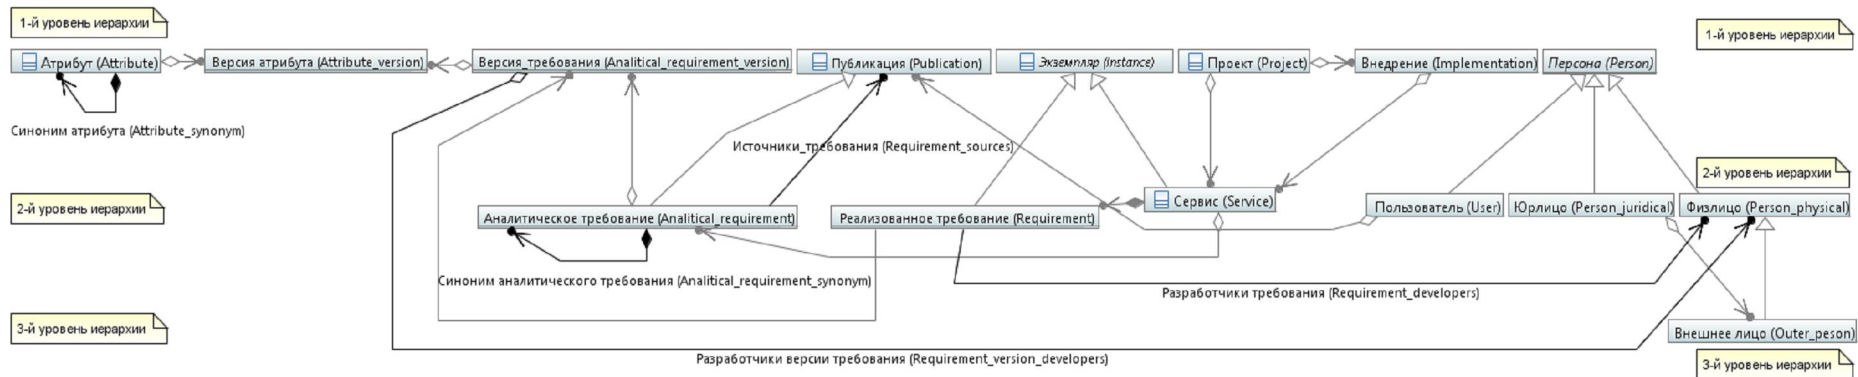 1-й уровень иерархии
1-й уровень иерархии
Атрибут (Attribute)
Версия атрибута (Attribute_version)
Версия_требования (Analitical_requirement_version)
Публикация (Publication)
Экземпляр (Instance)
Проект (Project)
Внедрение (Implementation)
Персона (Person)
Синоним атрибута (Attribute_synonym)
Источники_требования (Requirement_sources)
2-й уровень иерархии
2-й уровень иерархии
Аналитическое требование (Analitical_requirement)
Реализованное требование (Requirement)
Сервис (Service)
Пользователь (User)
Юрлицо (Person_juridical)
Физлицо (Person_physical)
Синоним аналитического требования (Analitical_requirement_synonym)
Разработчики требования (Requirement_developers)
3-й уровень иерархии
Внешнее лицо (Outer_peson)
Разработчики версии требования (Requirement_version_developers)
3-й уровень иерархии